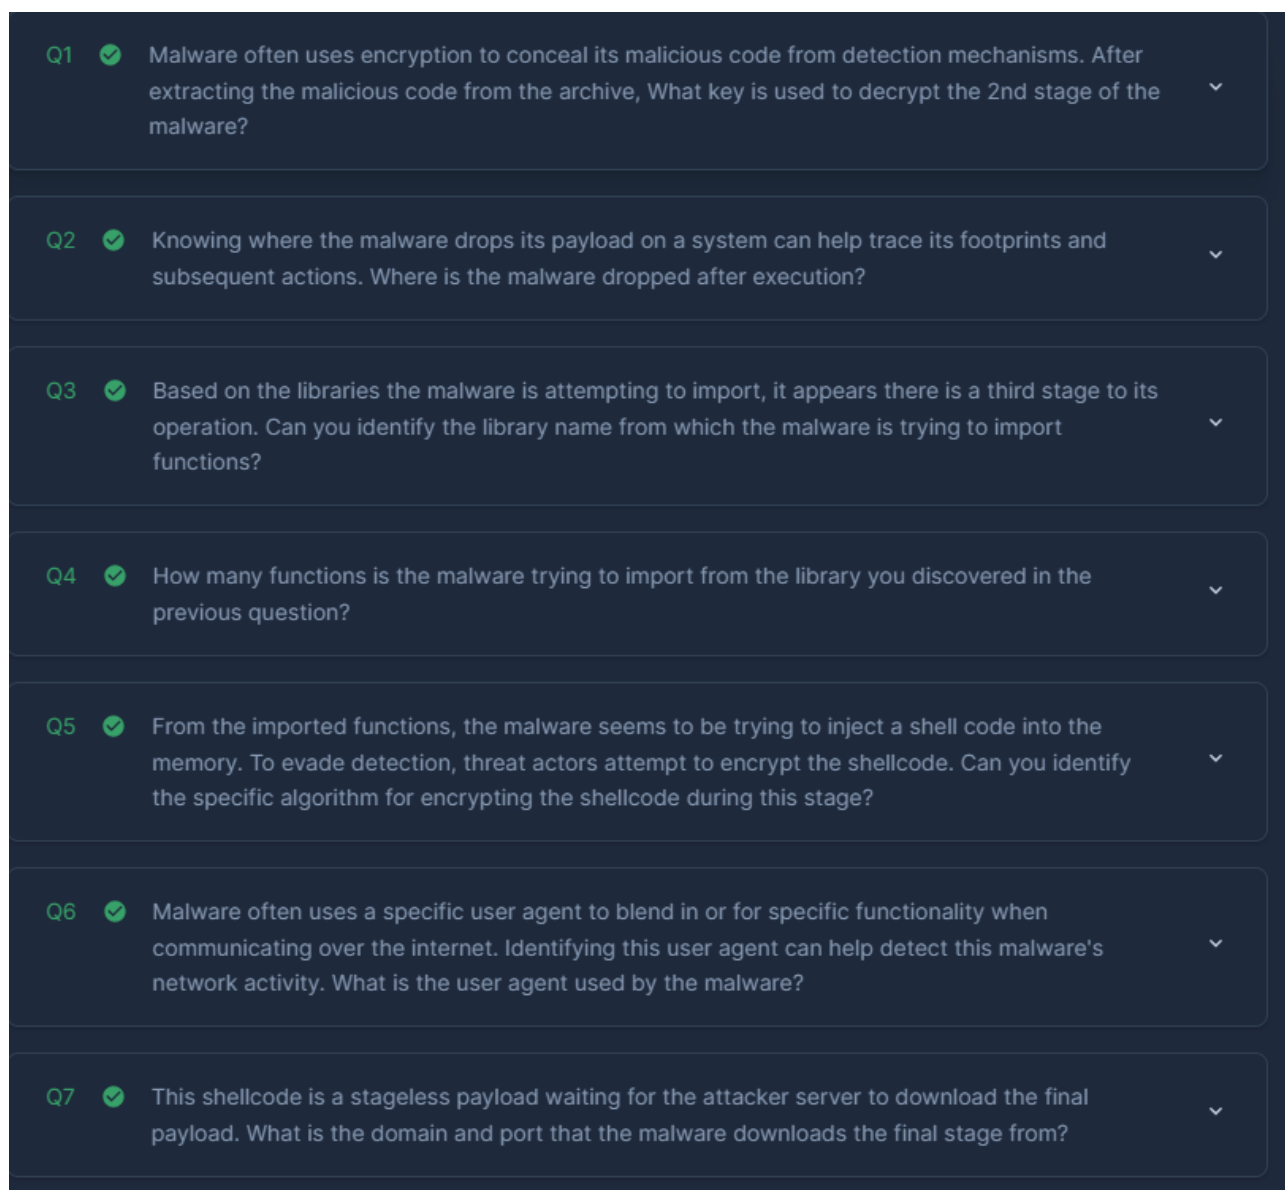 Q1 Malware often uses encryption to conceal its malicious code from detection mechanisms. After
extracting the malicious code from the archive, What key is used to decrypt the 2nd stage of the
malware?
Q2 Knowing where the malware drops its payload on a system can help trace its footprints and
subsequent actions. Where is the malware dropped after execution?
Q3 Based on the libraries the malware is attempting to import, it appears there is a third stage to its
operation. Can you identify the library name from which the malware is trying to import
functions?
Q4 How many functions is the malware trying to import from the library you discovered in the
previous question?
Q5 From the imported functions, the malware seems to be trying to inject a shell code into the
memory. To evade detection, threat actors attempt to encrypt the shellcode. Can you identify
the specific algorithm for encrypting the shellcode during this stage?
Q6 Malware often uses a specific user agent to blend in or for specific functionality when
communicating over the internet. Identifying this user agent can help detect this malware's
network activity. What is the user agent used by the malware?
Q7 This shellcode is a stageless payload waiting for the attacker server to download the final
payload. What is the domain and port that the malware downloads the final stage from?